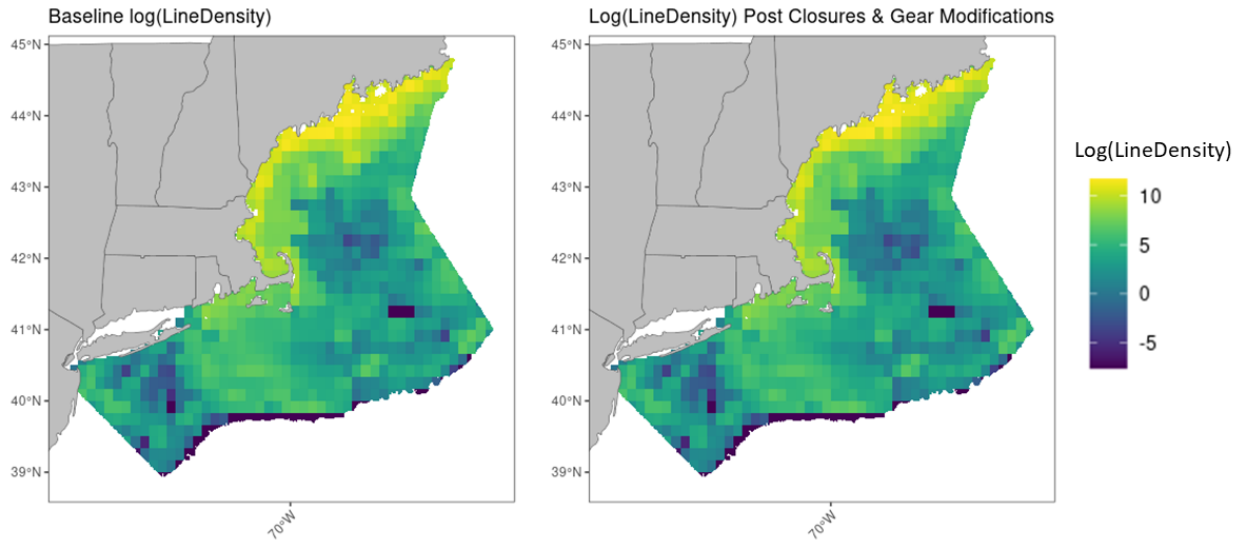 Baseline log(LineDensity)
Log(LineDensity) Post Closures & Gear Modifications
45°N
44°N
43°N
42°N
41°N
40°N
39°N
70°W
45°N
44°N
43°N
42°N
41°N
40°N
39°N
70°W
Log(LineDensity)
10
5
0
-5